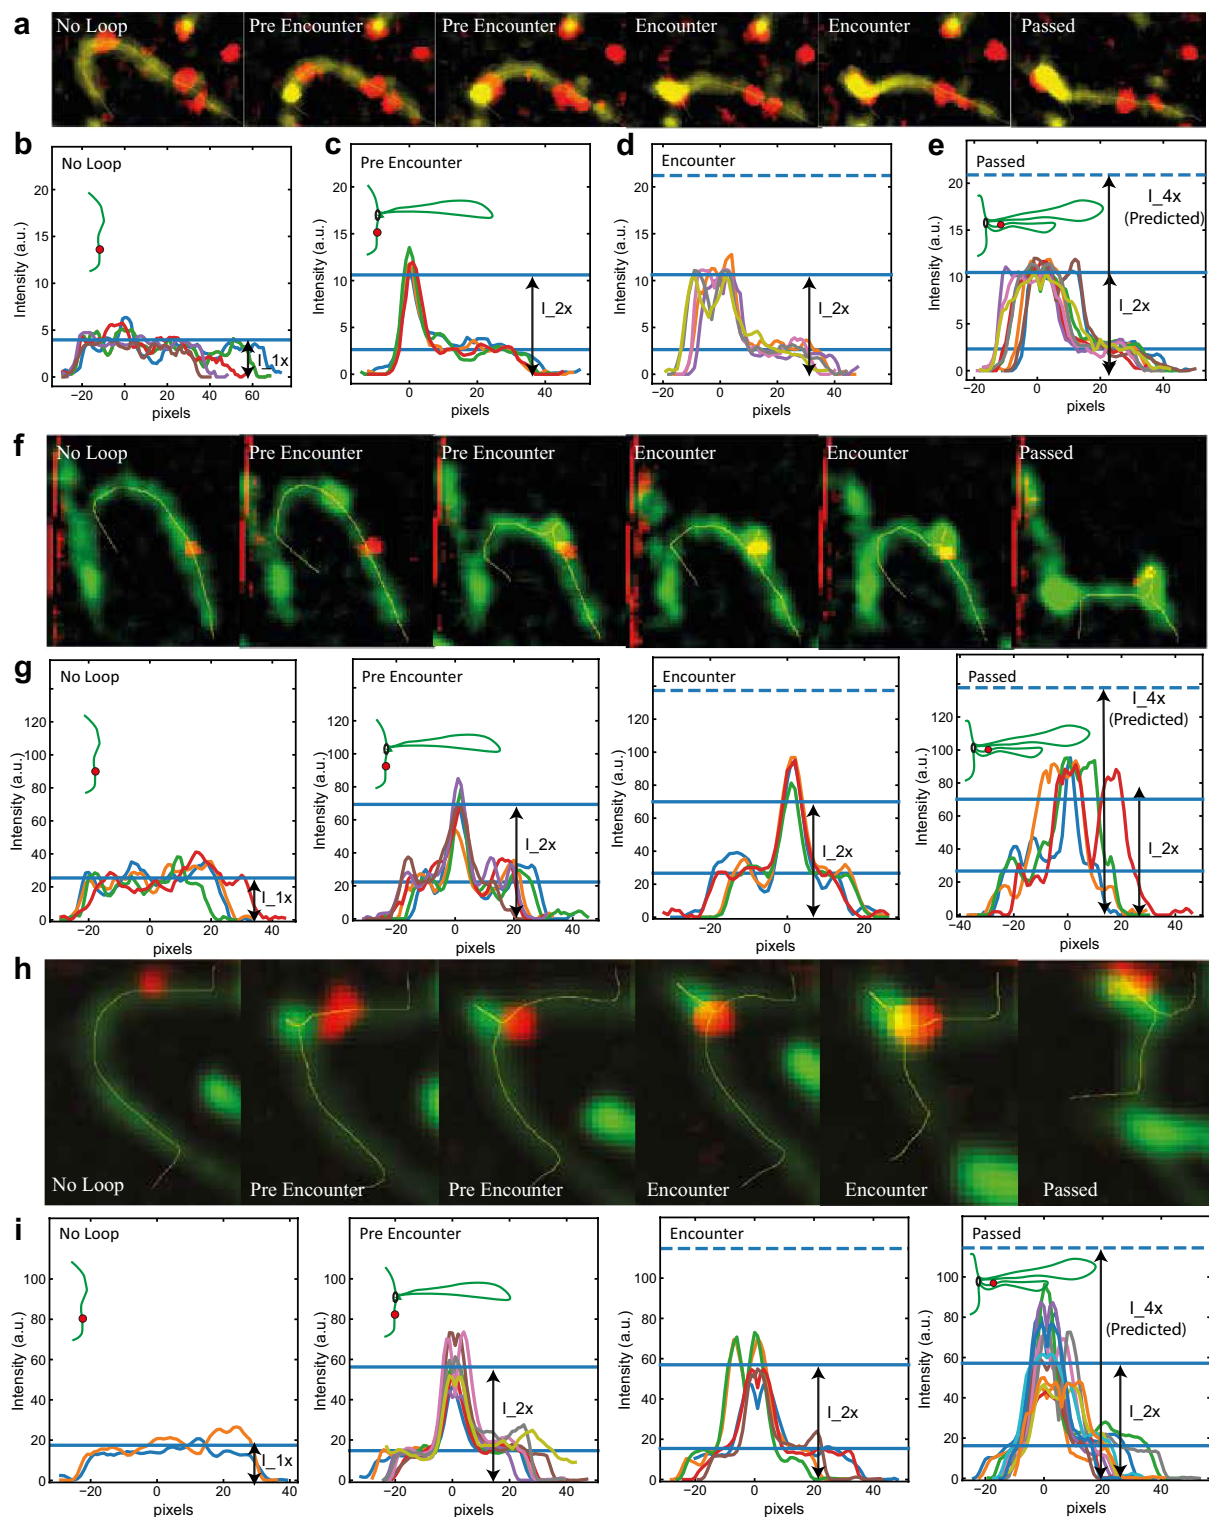 a
No Loop
Pre Encounter
Pre Encounter
Encounter
Encounter
Passed
b
No Loop
Intensity (a.u.)
20
15
10
5
0
I_1x
−20 0 20 40 60
pixels
c
Pre Encounter
Intensity (a.u.)
20
15
10
5
0
I_2x
0 20 40
pixels
d
Encounter
20
15
10
5
0
I_2x
−20 0 20 40 60
pixels
e
Passed
Intensity (a.u.)
20
15
10
5
0
I_4x
(Predicted)
I_2x
−20 0 20 40
pixels
f
No Loop
Pre Encounter
Pre Encounter
Encounter
Encounter
Passed
g
No Loop
Intensity (a.u.)
120
100
80
60
40
20
0
I_1x
−20 0 20 40
pixels
Pre Encounter
120
100
80
60
40
20
0
I_2x
−20 0 20 40
pixels
Encounter
120
100
80
60
40
20
0
I_2x
−20 0 20
pixels
Passed
Intensity (a.u.)
120
100
80
60
40
20
0
I_4x
(Predicted)
I_2x
−40 −20 0 20 40
pixels
h
No Loop
Pre Encounter
Pre Encounter
Encounter
Encounter
Passed
i
No Loop
Intensity (a.u.)
100
80
60
40
20
0
I_1x
−20 0 20 40
pixels
Pre Encounter
100
80
60
40
20
0
I_2x
−20 0 20 40
pixels
Encounter
100
80
60
40
20
0
I_2x
−20 0 20 40
pixels
Passed
Intensity (a.u.)
100
80
60
40
20
0
I_4x
(Predicted)
I_2x
−20 0 20 40
pixels